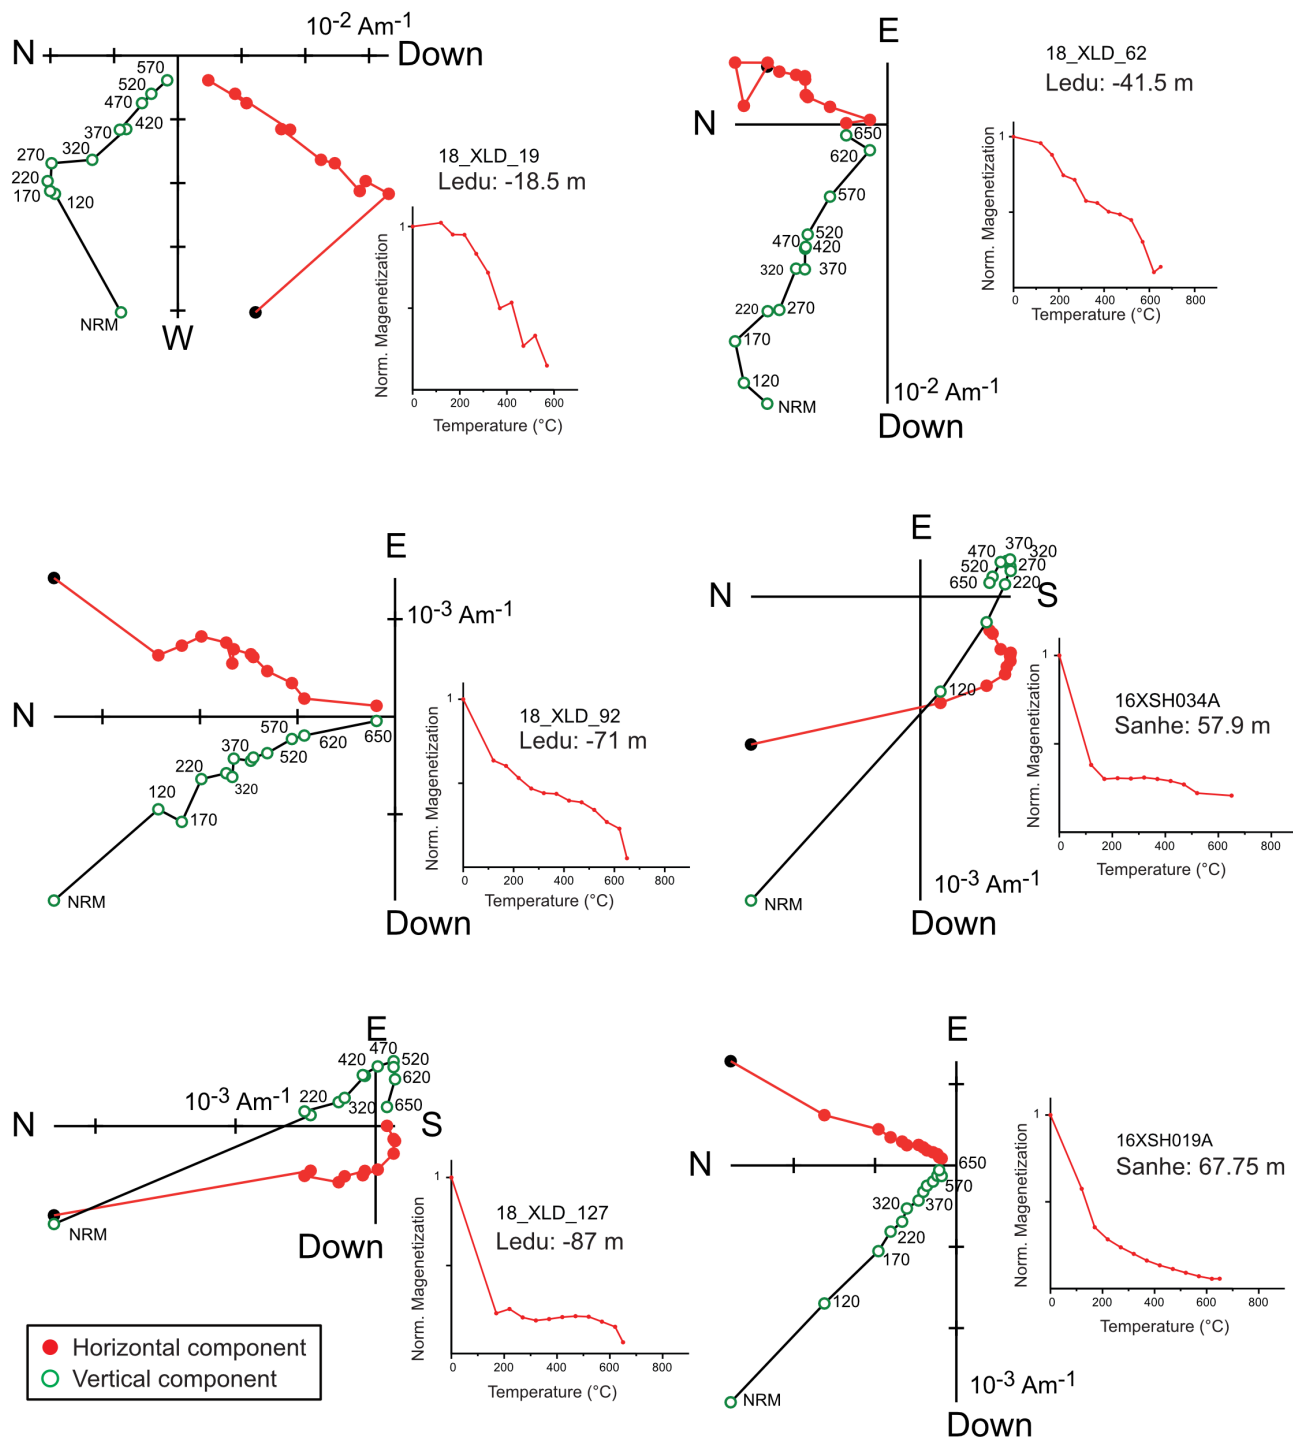 N
10-2 Am-1
Down
570
520
470
420
370
320
270
220
170
120
NRM
W
18_XLD_19
Ledu: -18.5 m
Norm. Magenetization
1
0 200 400 600
Temperature (°C)
E
N
650
620
570
520
470
420
320
370
220
270
170
120
NRM
10-2 Am-1
Down
18_XLD_62
Ledu: -41.5 m
Norm. Magenetization
1
0 200 400 600 800
Temperature (°C)
E
10-3 Am-1
N
650
620
570
520
370
320
220
120
170
NRM
Down
18_XLD_92
Ledu: -71 m
Norm. Magenetization
1
0 200 400 600 800
Temperature (°C)
E
370
470
320
520
270
650
220
N
S
120
10-3 Am-1
NRM
Down
16XSH034A
Sanhe: 57.9 m
Norm. Magenetization
1
0 200 400 600 800
Temperature (°C)
E
470
420
520
620
10-3 Am-1
220
320
650
N
S
NRM
Down
18_XLD_127
Ledu: -87 m
Norm. Magenetization
1
0 200 400 600 800
Temperature (°C)
E
N
650
570
370
320
220
170
120
NRM
10-3 Am-1
Down
16XSH019A
Sanhe: 67.75 m
Norm. Magenetization
1
0 200 400 600 800
Temperature (°C)
Horizontal component
Vertical component